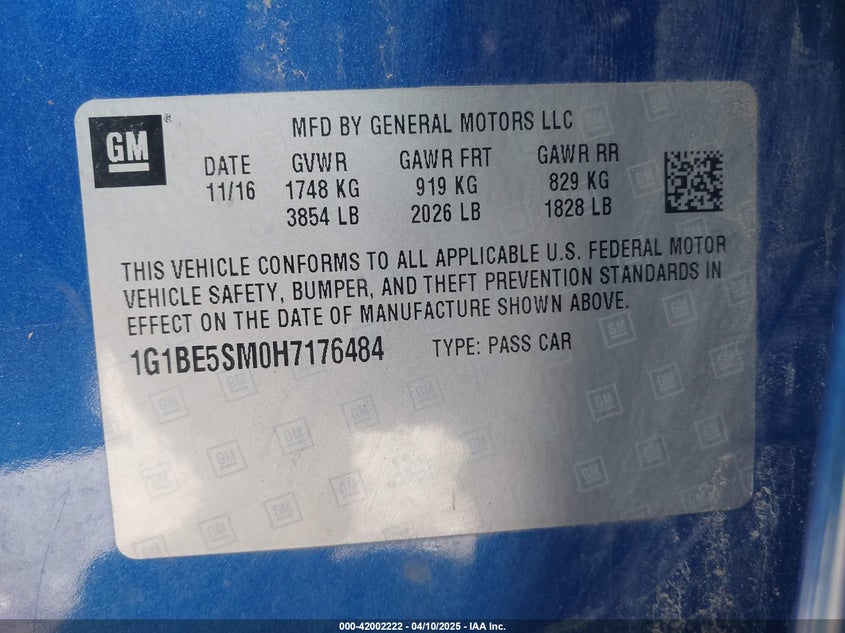 GM ®
MFD BY GENERAL MOTORS LLC
DATE GVWR GAWR FRT GAWR RR
11/16 1748 KG 919 KG 829 KG
3854 LB 2026 LB 1828 LB
THIS VEHICLE CONFORMS TO ALL APPLICABLE U.S. FEDERAL MOTOR
VEHICLE SAFETY, BUMPER, AND THEFT PREVENTION STANDARDS IN
EFFECT ON THE DATE OF MANUFACTURE SHOWN ABOVE.
1G1BE5SM0H7176484 TYPE: PASS CAR
000-42002222 - 04/10/2025 - IAA Inc.